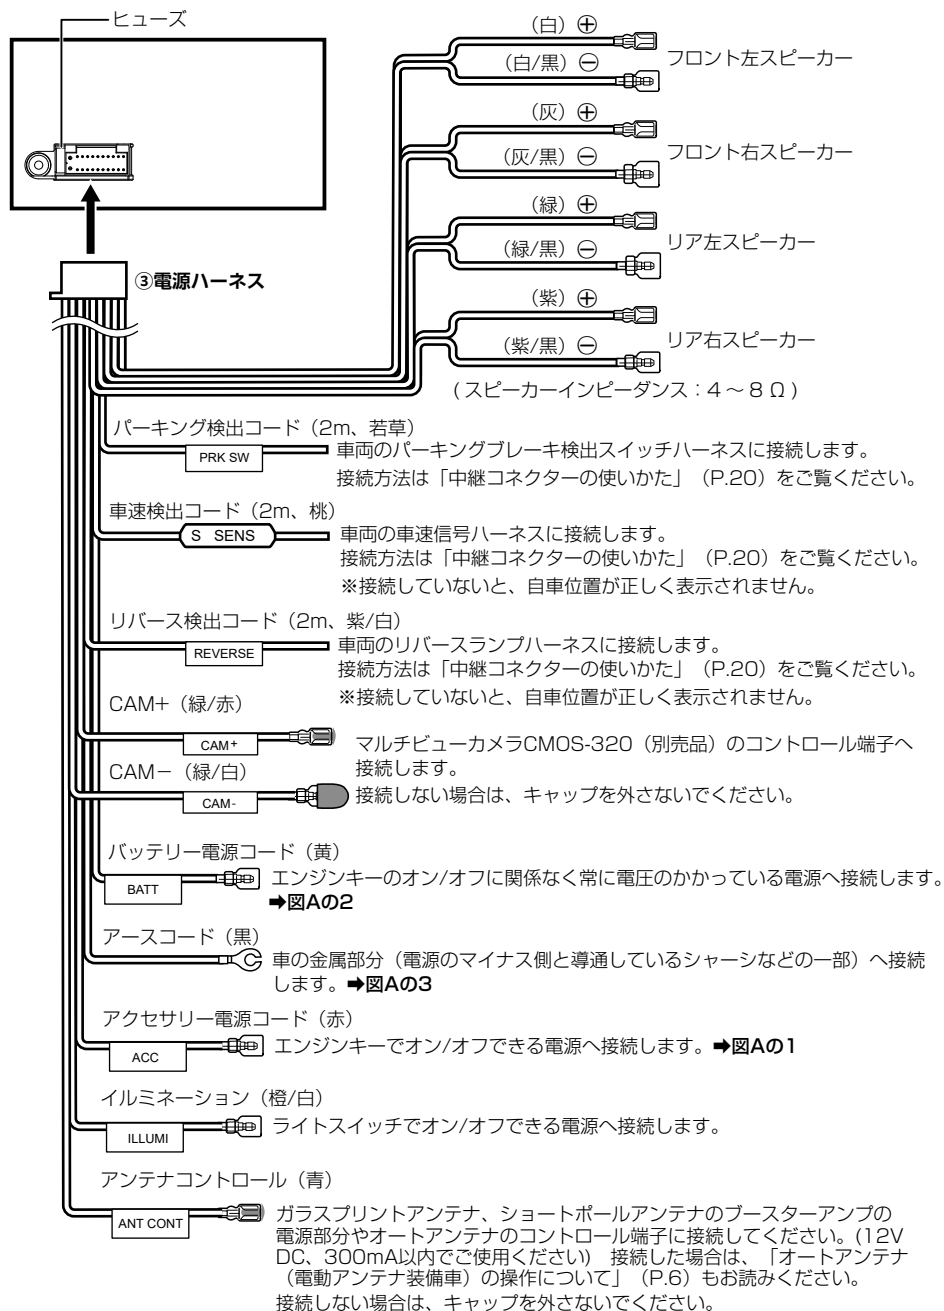 ヒューズ
(白) ⊕
(白/黒) ⊖
フロント左スピーカー
(灰) ⊕
(灰/黒) ⊖
フロント右スピーカー
(緑) ⊕
(緑/黒) ⊖
リア左スピーカー
③電源ハーネス
(紫) ⊕
(紫/黒) ⊖
リア右スピーカー
(スピーカーインピーダンス:4~8 Ω)
パーキング検出コード(2m、若草)
PRK SW
車両のパーキングブレーキ検出スイッチハーネスに接続します。
接続方法は「中継コネクターの使いかた」(P.20)をご覧ください。
車速検出コード(2m、桃)
S SENS
車両の車速信号ハーネスに接続します。
接続方法は「中継コネクターの使いかた」(P.20)をご覧ください。
※接続していないと、自車位置が正しく表示されません。
リバース検出コード(2m、紫/白)
REVERSE
車両のリバースランプハーネスに接続します。
接続方法は「中継コネクターの使いかた」(P.20)をご覧ください。
※接続していないと、自車位置が正しく表示されません。
CAM+(緑/赤)
CAM+
マルチビューカメラCMOS-320(別売品)のコントロール端子へ
接続します。
CAM-(緑/白)
CAM-
接続しない場合は、キャップを外さないでください。
バッテリー電源コード(黄)
BATT
エンジンキーのオン/オフに関係なく常に電圧のかかっている電源へ接続します。
➡図Aの2
アースコード(黒)
車の金属部分(電源のマイナス側と導通しているシャーシなどの一部)へ接続
します。➡図Aの3
アクセサリー電源コード(赤)
ACC
エンジンキーでオン/オフできる電源へ接続します。➡図Aの1
イルミネーション(橙/白)
ILLUMI
ライトスイッチでオン/オフできる電源へ接続します。
アンテナコントロール(青)
ANT CONT
ガラスプリントアンテナ、ショートポールアンテナのブースターアンプの
電源部分やオートアンテナのコントロール端子に接続してください。(12V
DC、300mA以内でご使用ください) 接続した場合は、「オートアンテナ
(電動アンテナ装備車)の操作について」(P.6)もお読みください。
接続しない場合は、キャップを外さないでください。